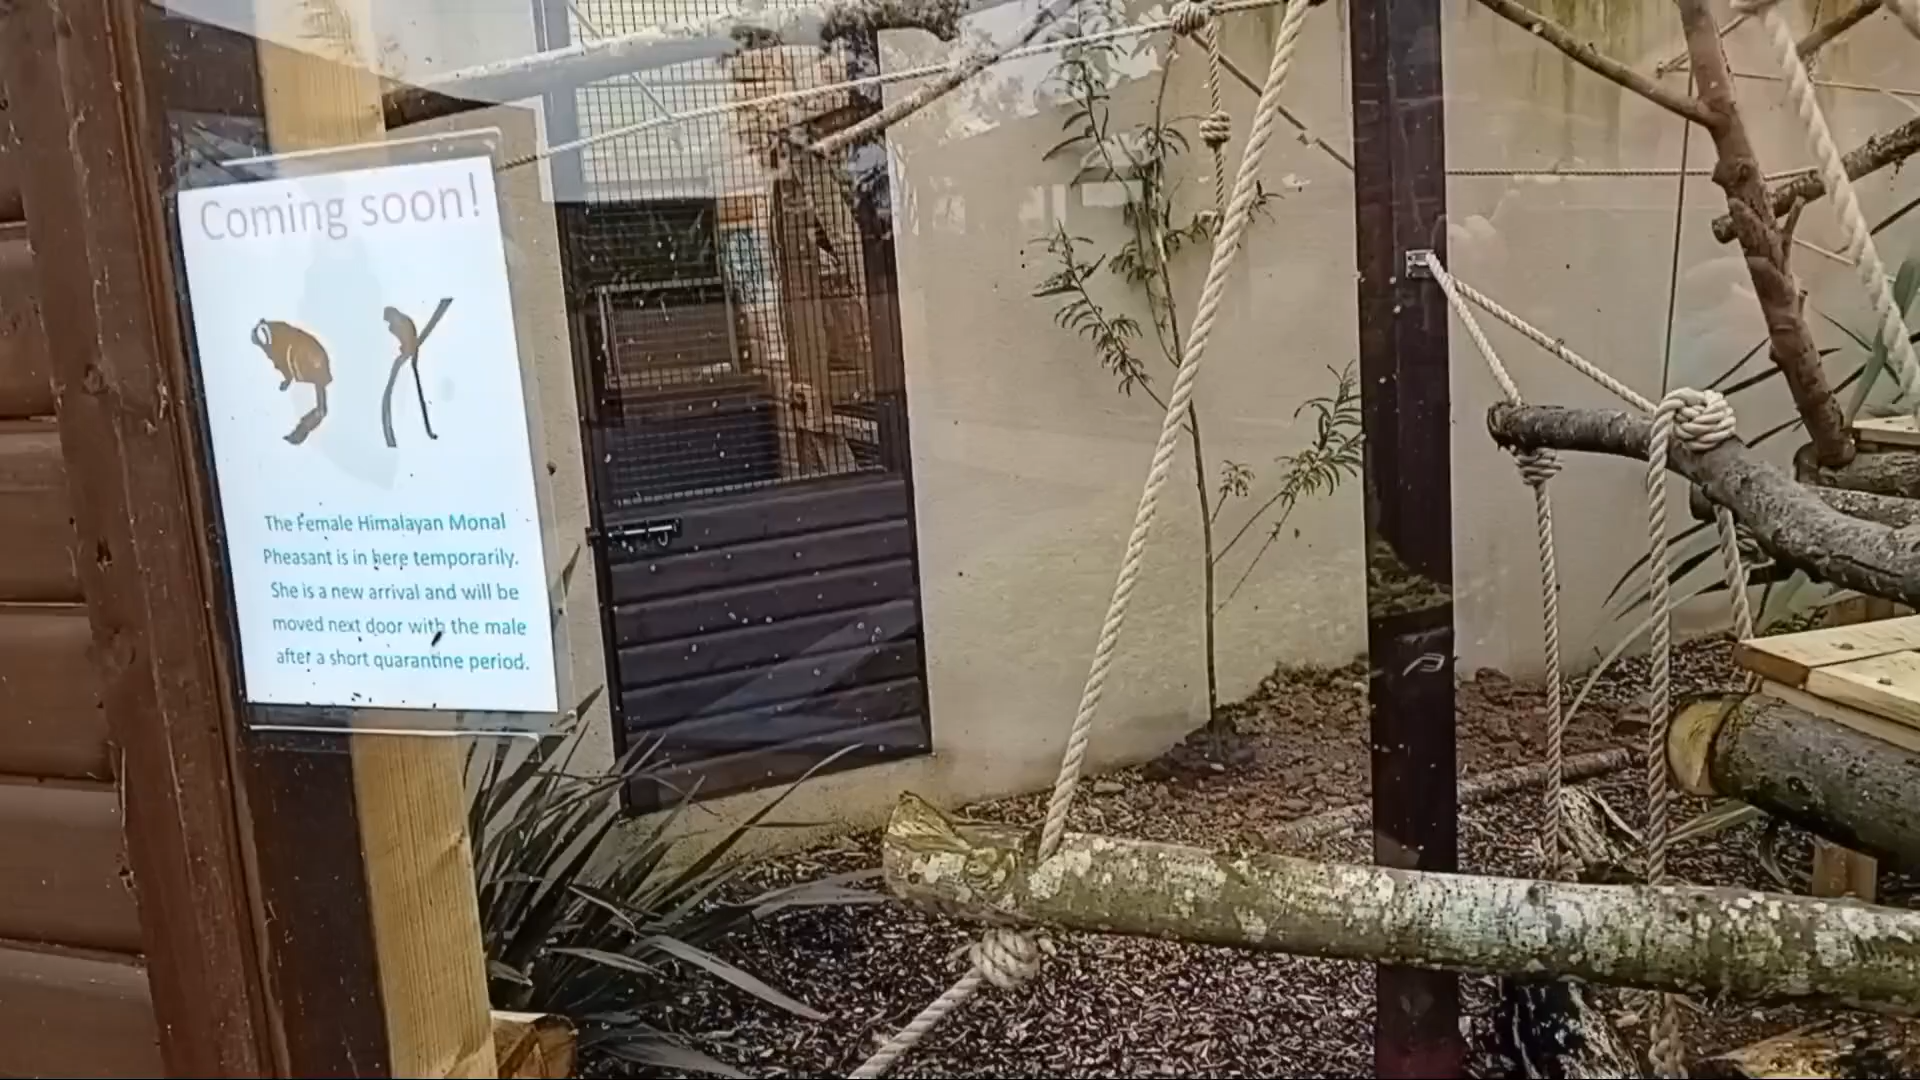 Coming soon!
The Female Himalayan Monal
Pheasant is in here temporarily.
She is a new arrival and will be
moved next door with the male
after a short quarantine period.